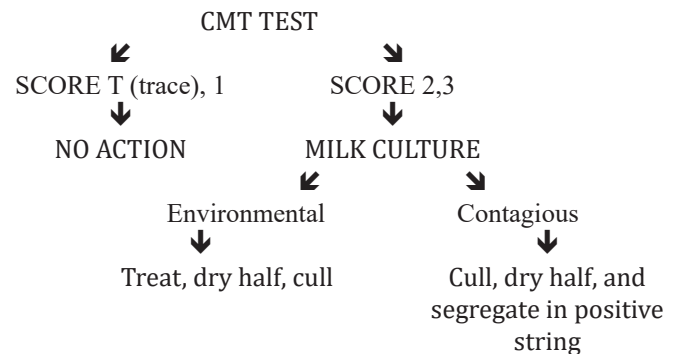 CMT TEST
SCORE T (trace), 1
SCORE 2,3
NO ACTION
MILK CULTURE
Environmental
Contagious
Treat, dry half, cull
Cull, dry half, and
segregate in positive
string